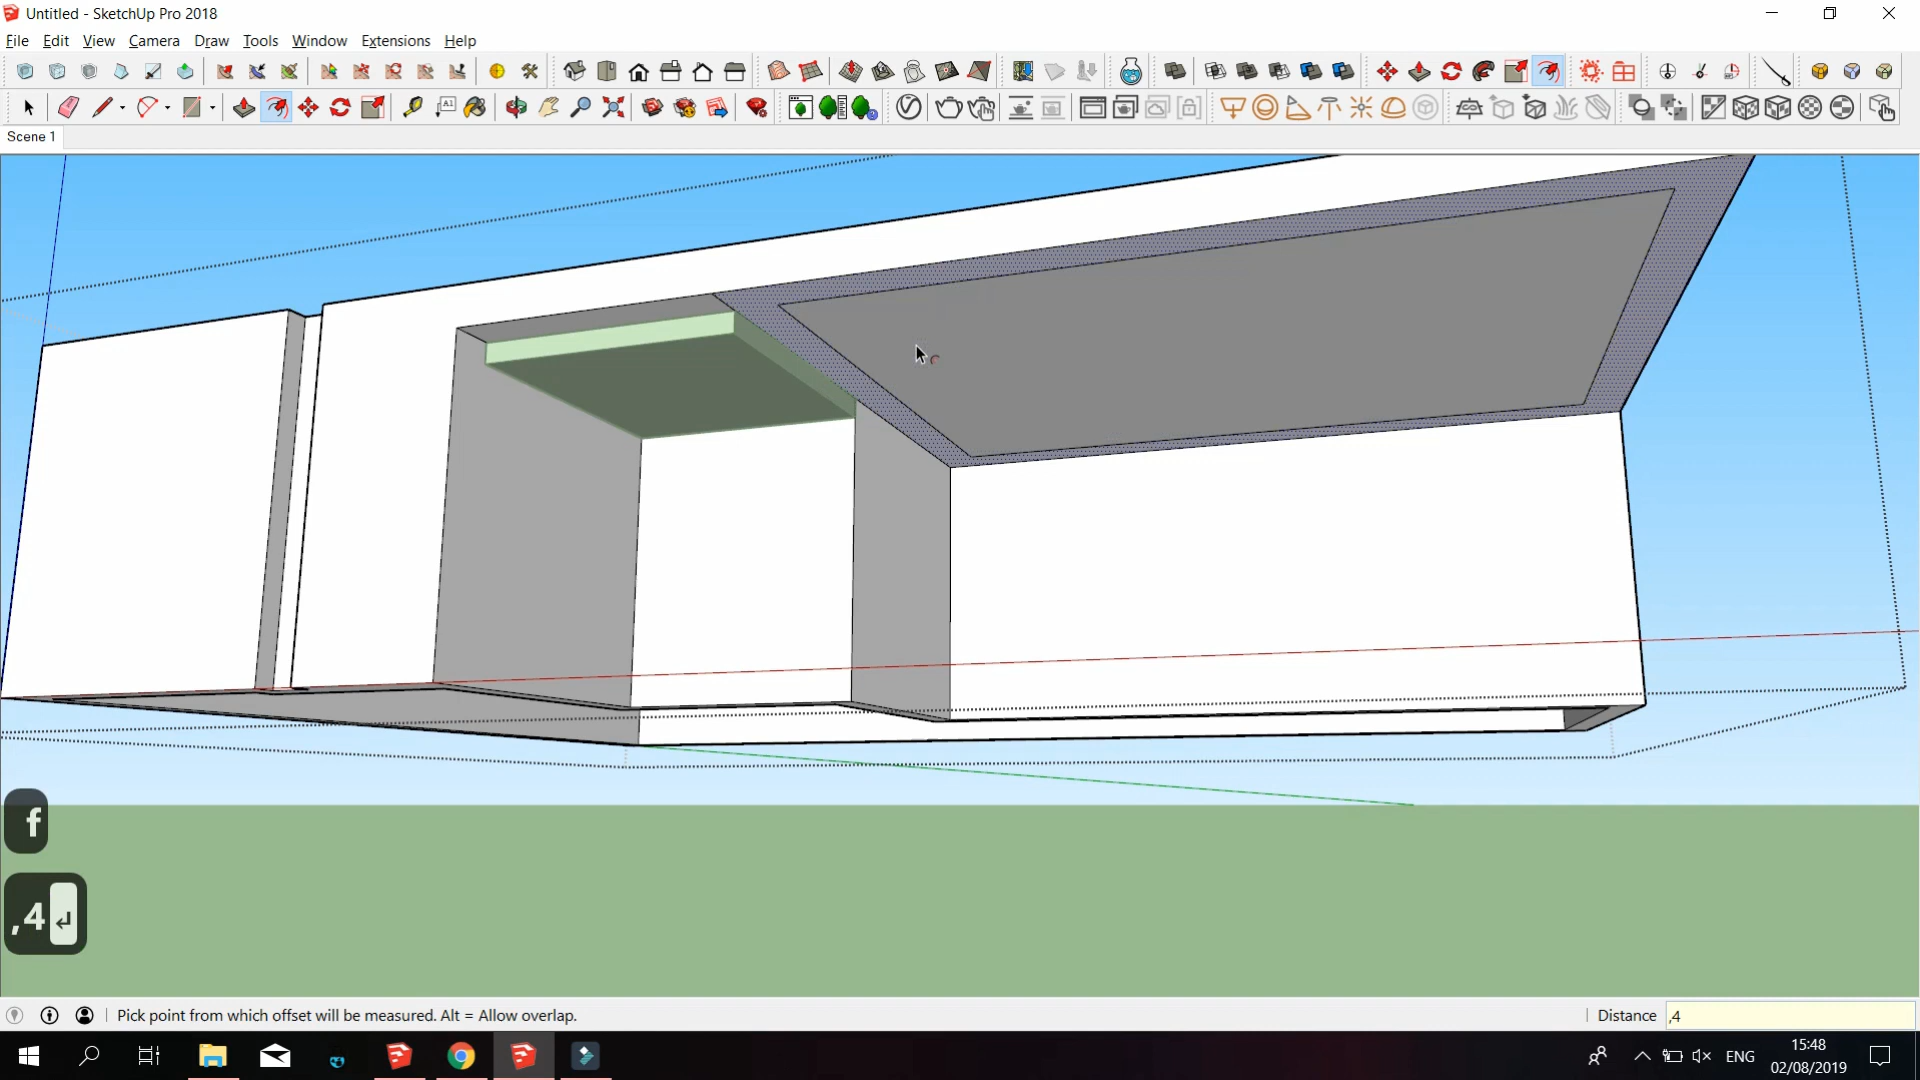 Untitled - SketchUp Pro 2018
File Edit View Camera Draw Tools Window Extensions Help
Scene 1
f
,4
Pick point from which offset will be measured. Alt = Allow overlap.
Distance ,4
ENG
15:48
02/08/2019